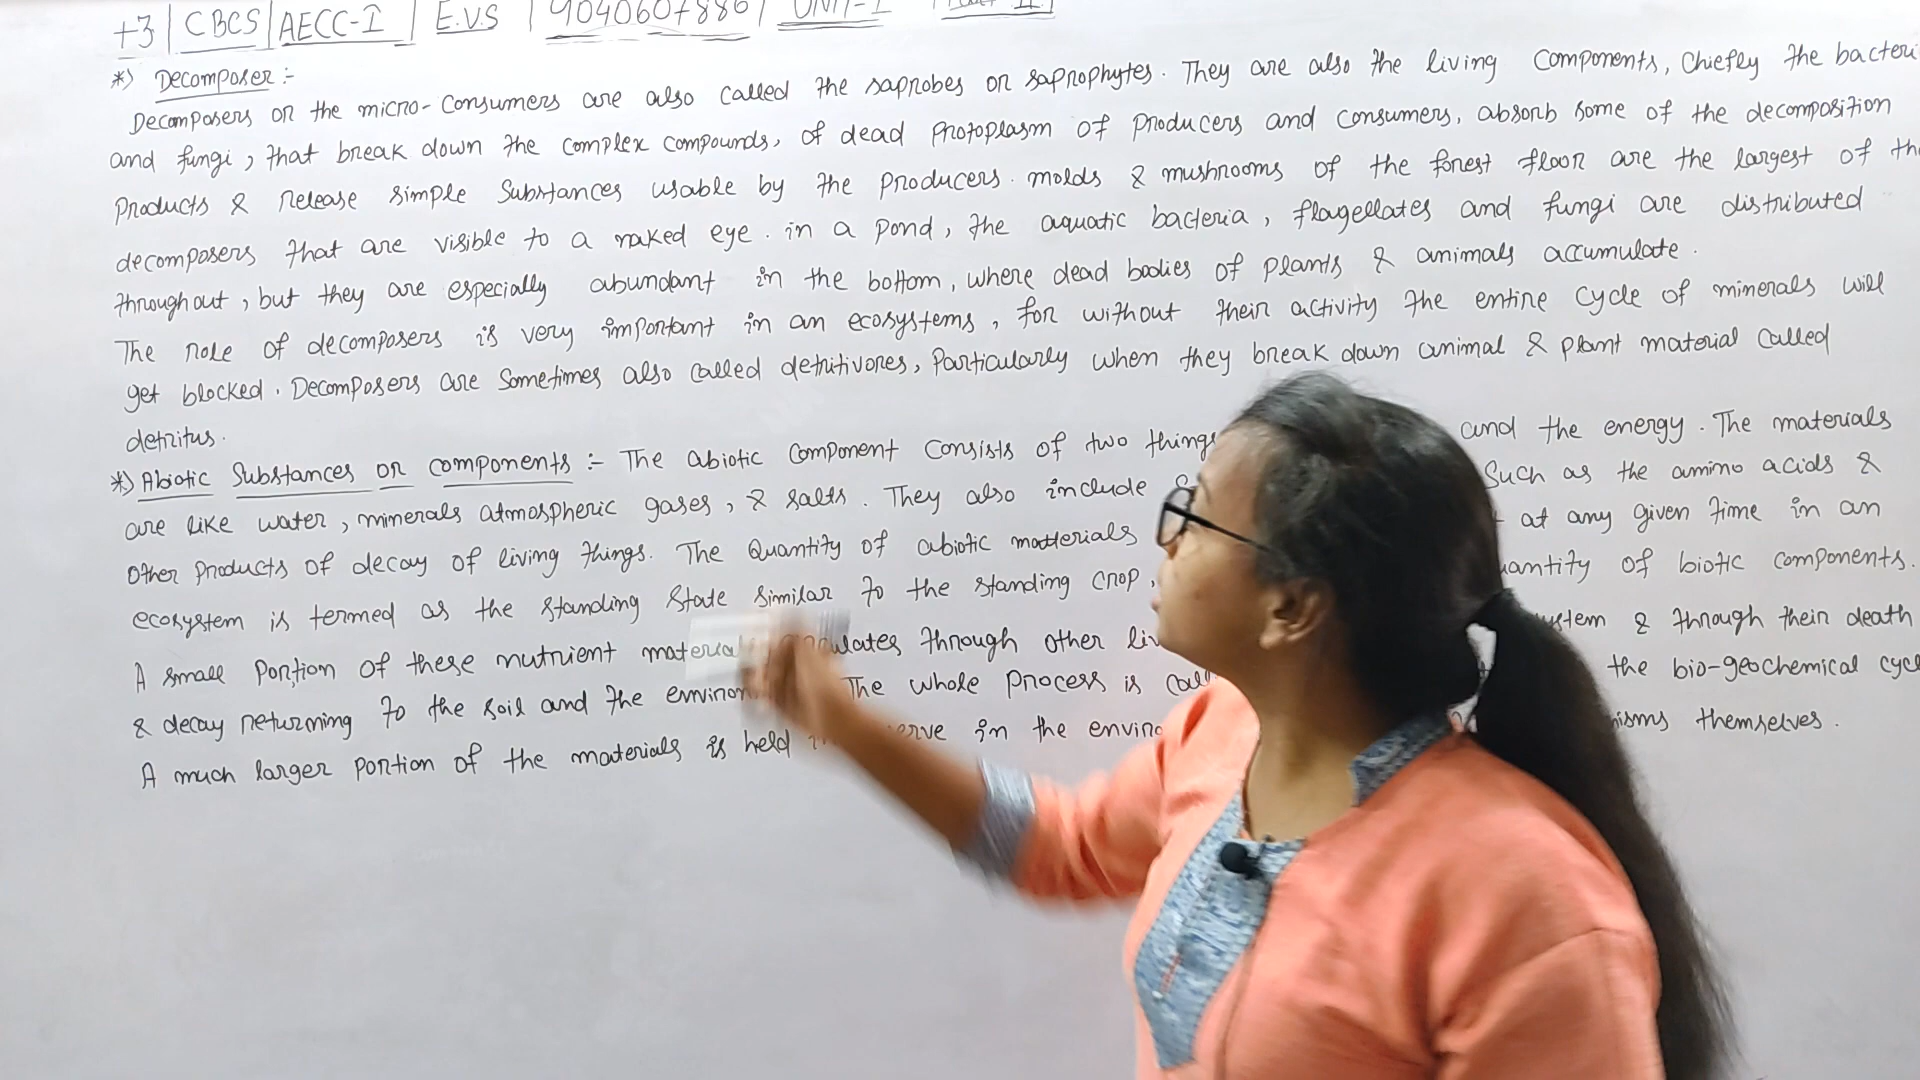 +3 | CBCS | AECC-I | E.V.S | UNIT-I
*) Decomposer :-
Decomposers or the micro-consumers are also called the saprobes or saprophytes. They are also the living components, chiefly the bacteri
and fungi, that break down the complex compounds, of dead protoplasm of producers and consumers, absorb some of the decomposition
products & release simple substances usable by the producers. molds & mushrooms of the forest floor are the largest of the
decomposers that are visible to a naked eye. in a pond, the aquatic bacteria, flagellates and fungi are distributed
throughout, but they are especially abundant in the bottom, where dead bodies of plants & animals accumulate.
The role of decomposers is very important in an ecosystems, for without their activity the entire cycle of minerals will
get blocked. Decomposers are sometimes also called detritivores, particularly when they break down animal & plant material called
detritus.
*) Abiotic Substances or components :- The abiotic component consists of two things and the energy. The materials
are like water, minerals atmospheric gases, & salts. They also include such as the amino acids &
other products of decay of living things. The Quantity of abiotic materials at any given time in an
ecosystem is termed as the standing state similar to the standing crop, quantity of biotic components.
A small portion of these nutrient material circulates through other & through their death
& decay returning to the soil and the The whole process is the bio-geochemical
A much larger portion of the materials is held in the themselves.